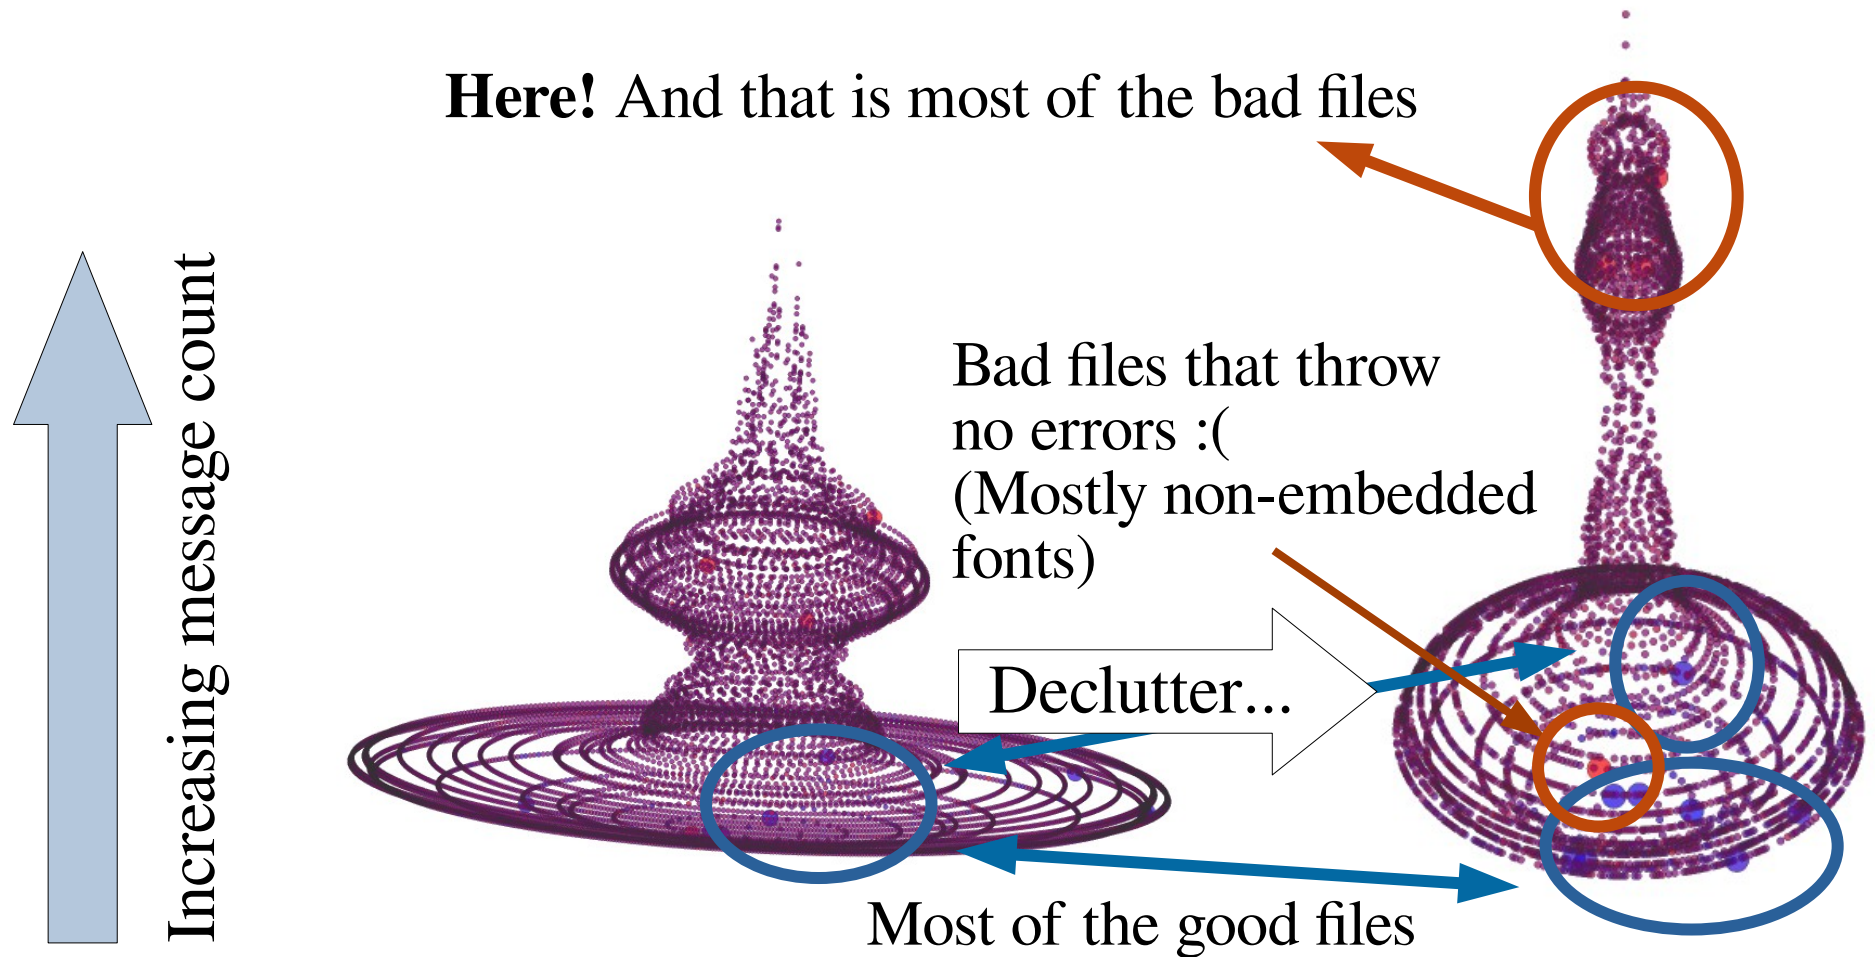 Here! And that is most of the bad files
Increasing message count
Bad files that throw
no errors :(
(Mostly non-embedded
fonts)
Declutter...
Most of the good files